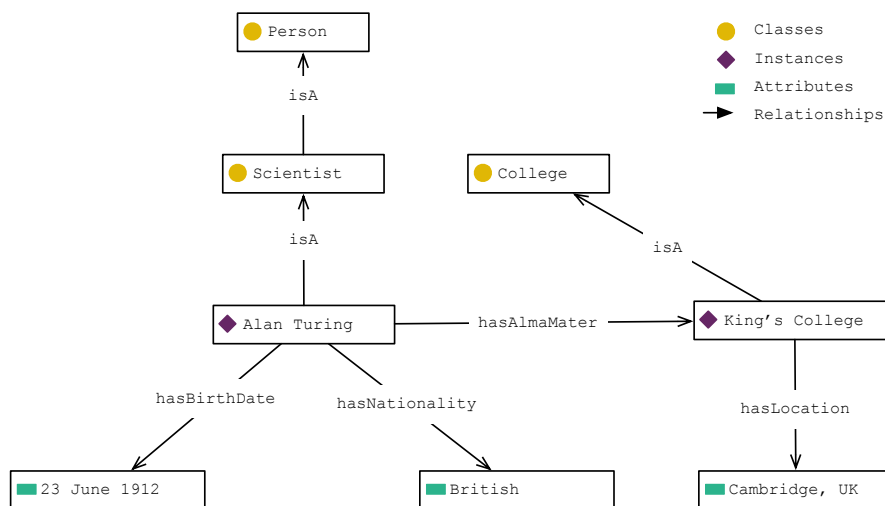 Person
Classes
Instances
Attributes
Relationships
isA
Scientist
College
isA
isA
Alan Turing
hasAlmaMater
King's College
hasBirthDate
hasNationality
hasLocation
23 June 1912
British
Cambridge, UK